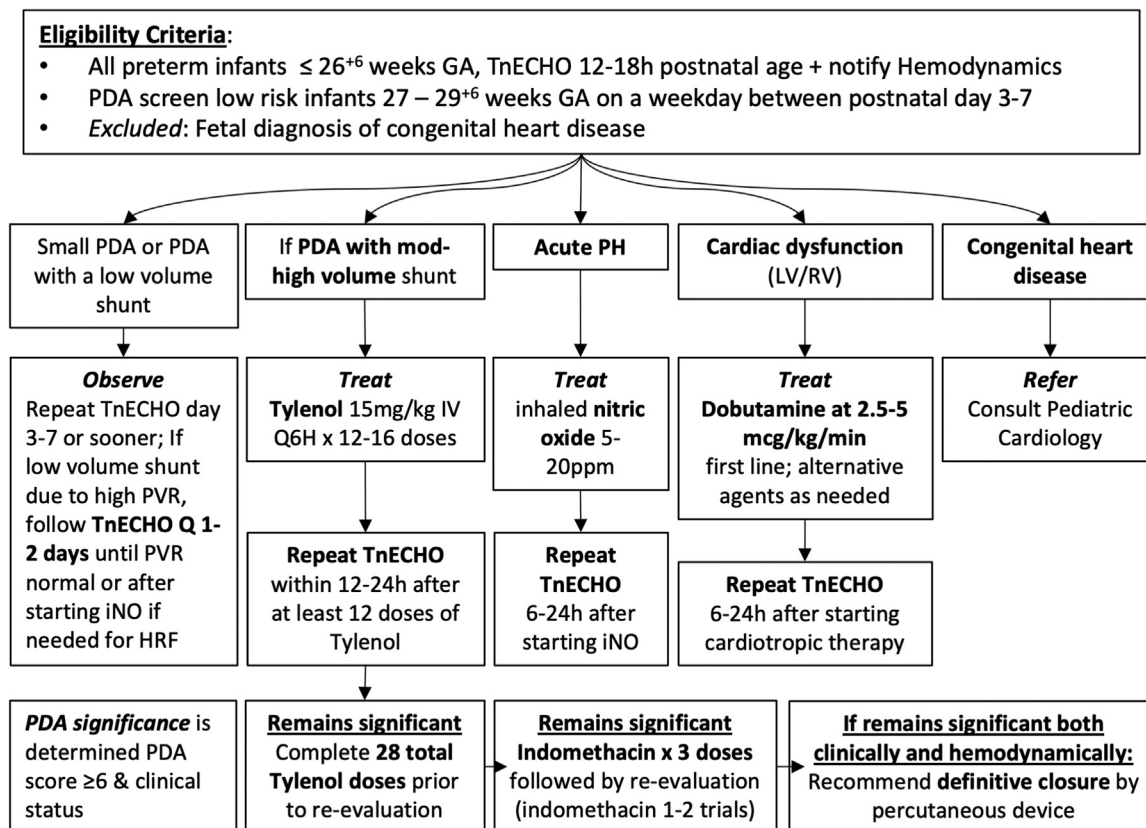 Eligibility Criteria:
• All preterm infants ≤ 26+6 weeks GA, TnECHO 12-18h postnatal age + notify Hemodynamics
• PDA screen low risk infants 27 – 29+6 weeks GA on a weekday between postnatal day 3-7
• Excluded: Fetal diagnosis of congenital heart disease
Small PDA or PDA
with a low volume
shunt
If PDA with mod-
high volume shunt
Acute PH
Cardiac dysfunction
(LV/RV)
Congenital heart
disease
Observe
Repeat TnECHO day
3-7 or sooner; If
low volume shunt
due to high PVR,
follow TnECHO Q 1-
2 days until PVR
normal or after
starting iNO if
needed for HRF
Treat
Tylenol 15mg/kg IV
Q6H x 12-16 doses
Treat
inhaled nitric
oxide 5-
20ppm
Treat
Dobutamine at 2.5-5
mcg/kg/min
first line; alternative
agents as needed
Refer
Consult Pediatric
Cardiology
Repeat TnECHO
within 12-24h after
at least 12 doses of
Tylenol
Repeat
TnECHO
6-24h after
starting iNO
Repeat TnECHO
6-24h after starting
cardiotropic therapy
PDA significance is
determined PDA
score ≥6 & clinical
status
Remains significant
Complete 28 total
Tylenol doses prior
to re-evaluation
Remains significant
Indomethacin x 3 doses
followed by re-evaluation
(indomethacin 1-2 trials)
If remains significant both
clinically and hemodynamically:
Recommend definitive closure by
percutaneous device